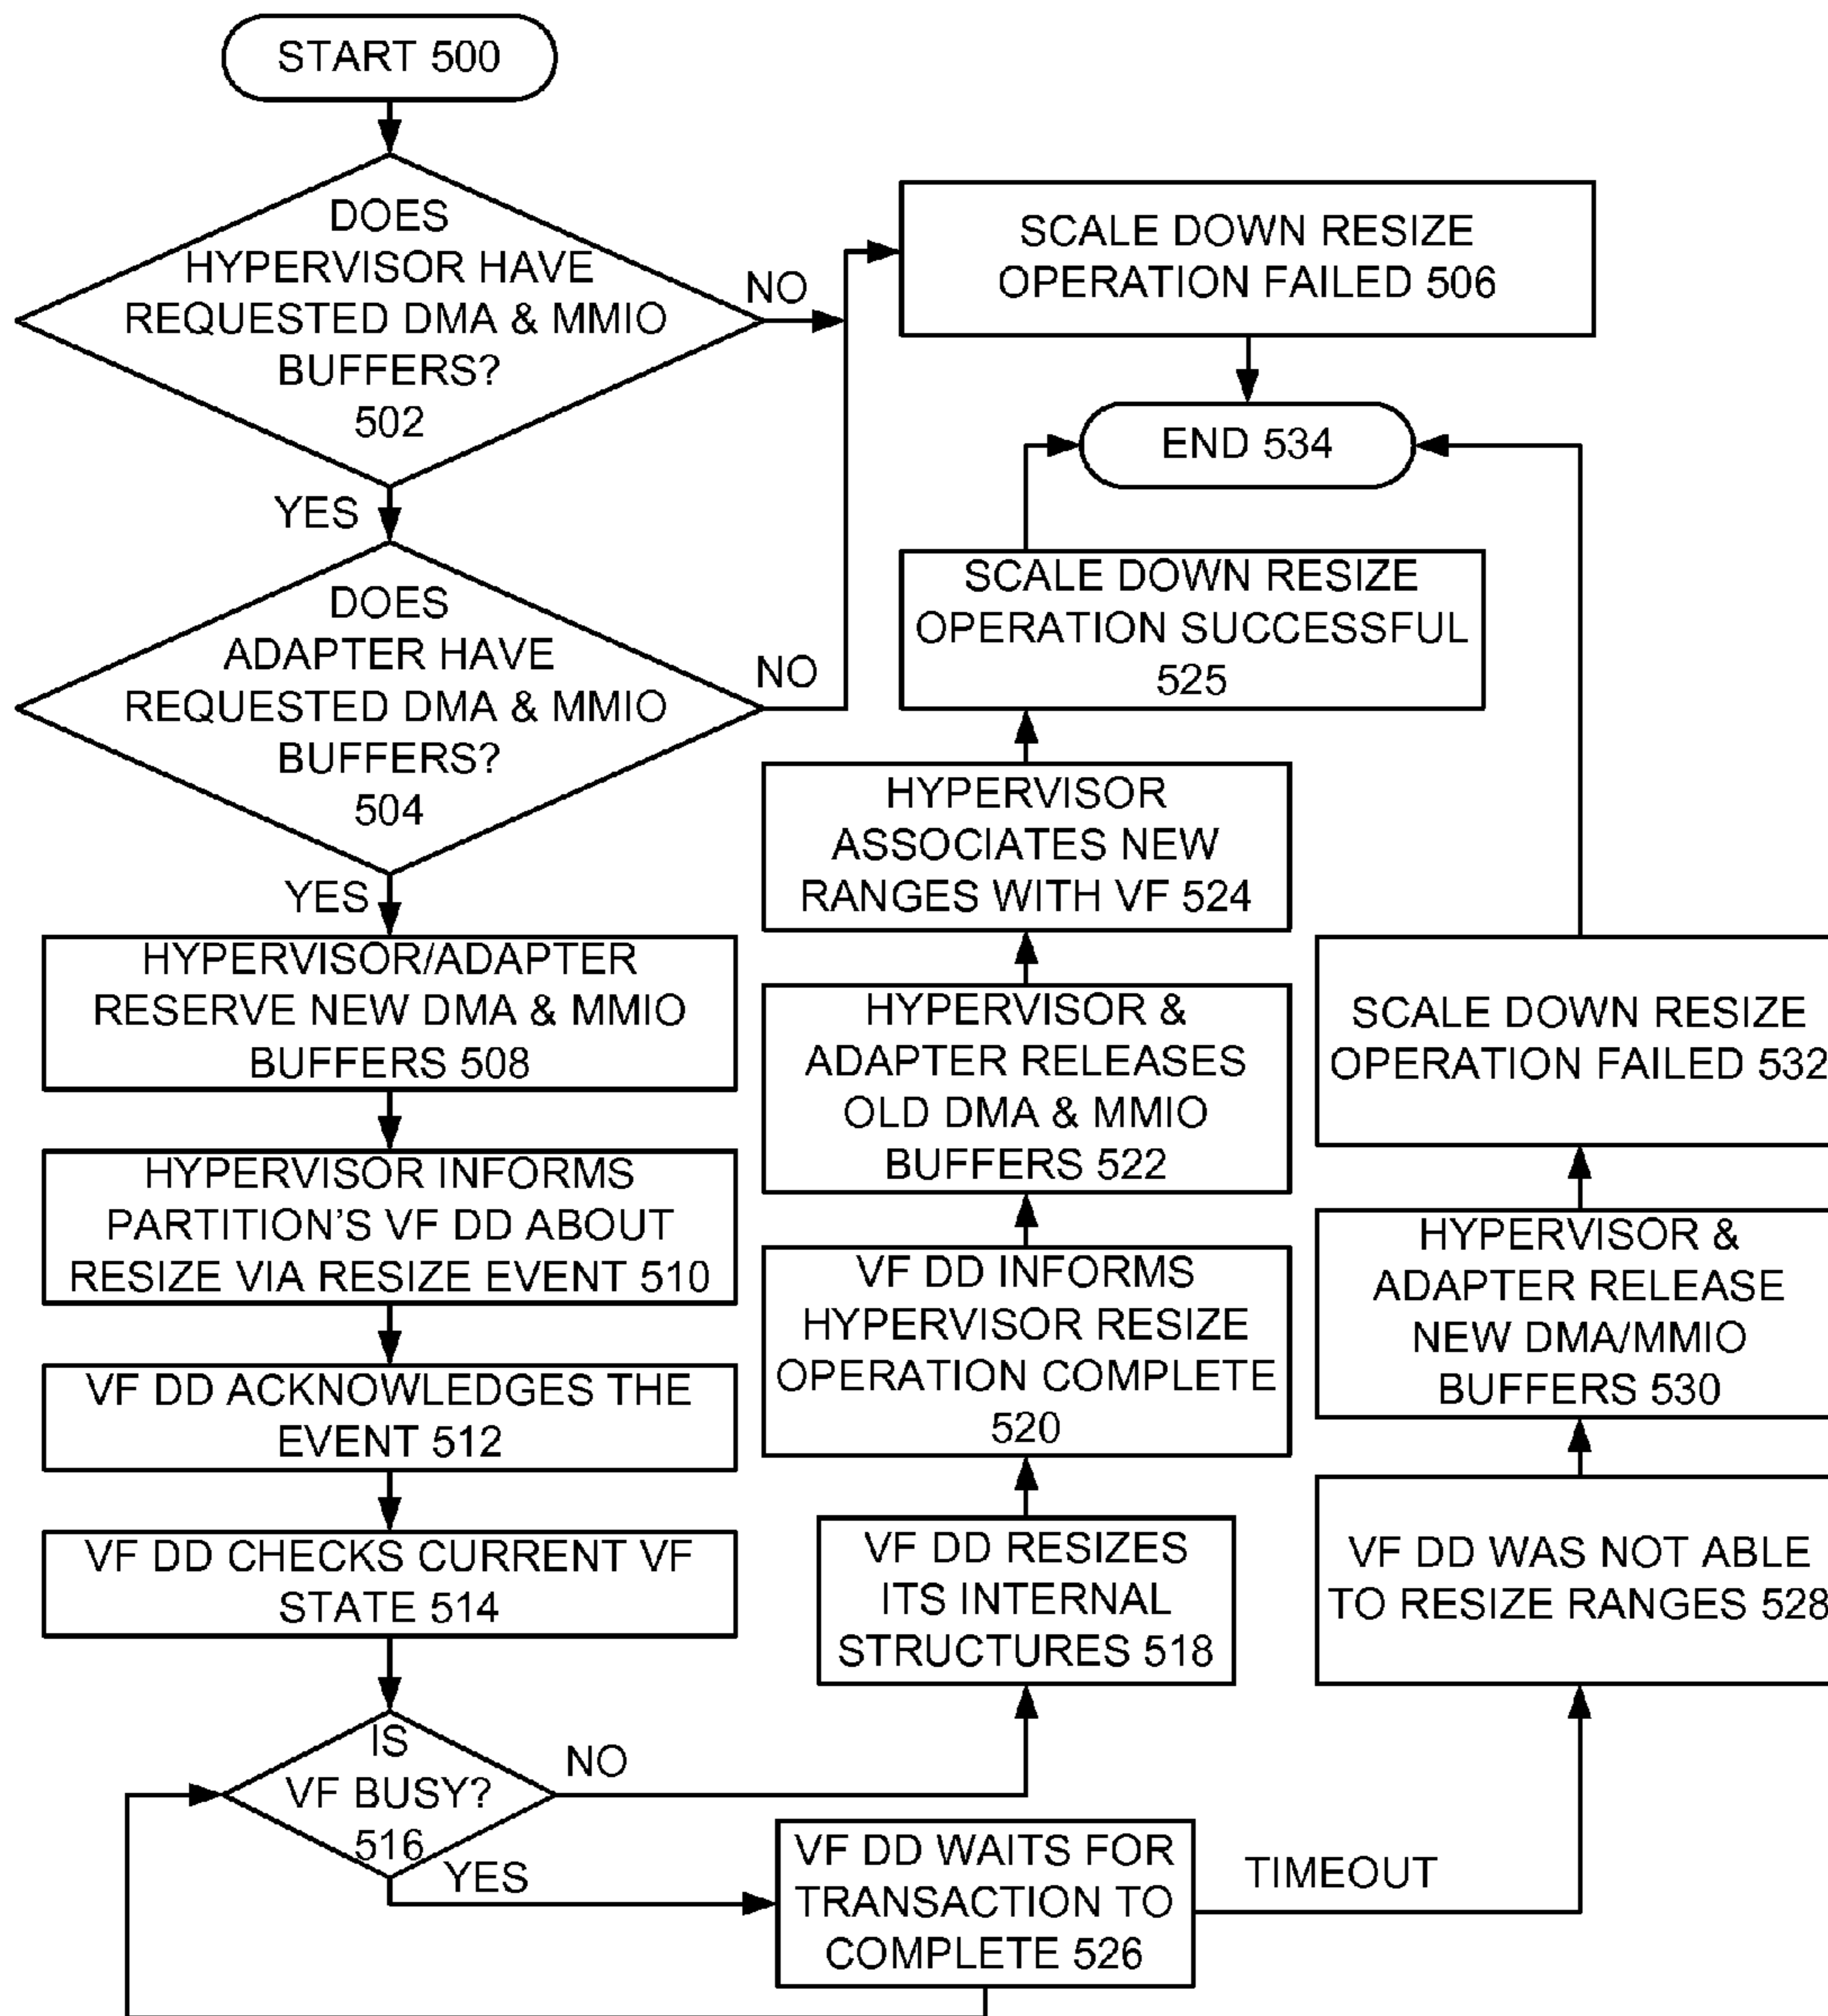 START 500
DOES
HYPERVISOR HAVE
REQUESTED DMA & MMIO
BUFFERS?
502
NO
YES
DOES
ADAPTER HAVE
REQUESTED DMA & MMIO
BUFFERS?
504
NO
YES
HYPERVISOR/ADAPTER
RESERVE NEW DMA & MMIO
BUFFERS 508
HYPERVISOR INFORMS
PARTITION'S VF DD ABOUT
RESIZE VIA RESIZE EVENT 510
VF DD ACKNOWLEDGES THE
EVENT 512
VF DD CHECKS CURRENT VF
STATE 514
IS
VF BUSY?
516
NO
YES
SCALE DOWN RESIZE
OPERATION FAILED 506
END 534
SCALE DOWN RESIZE
OPERATION SUCCESSFUL
525
HYPERVISOR
ASSOCIATES NEW
RANGES WITH VF 524
HYPERVISOR &
ADAPTER RELEASES
OLD DMA & MMIO
BUFFERS 522
VF DD INFORMS
HYPERVISOR RESIZE
OPERATION COMPLETE
520
VF DD RESIZES
ITS INTERNAL
STRUCTURES 518
VF DD WAITS FOR
TRANSACTION TO
COMPLETE 526
TIMEOUT
SCALE DOWN RESIZE
OPERATION FAILED 532
HYPERVISOR &
ADAPTER RELEASE
NEW DMA/MMIO
BUFFERS 530
VF DD WAS NOT ABLE
TO RESIZE RANGES 528